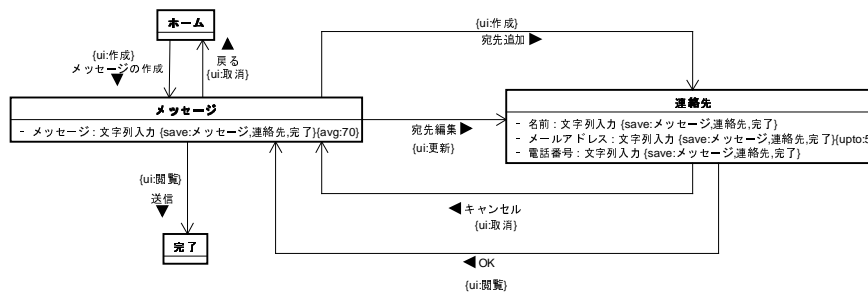 ホーム
{ui:作成}
メッセージの作成
戻る
{ui:取消}
{ui:作成}
宛先追加
メッセージ
- メッセージ : 文字列入力 {save:メッセージ,連絡先,完了}{avg:70}
宛先編集
{ui:更新}
連絡先
- 名前 : 文字列入力 {save:メッセージ,連絡先,完了}
- メールアドレス : 文字列入力 {save:メッセージ,連絡先,完了}{upto:5
- 電話番号 : 文字列入力 {save:メッセージ,連絡先,完了}
{ui:閲覧}
送信
キャンセル
{ui:取消}
完了
OK
{ui:閲覧}